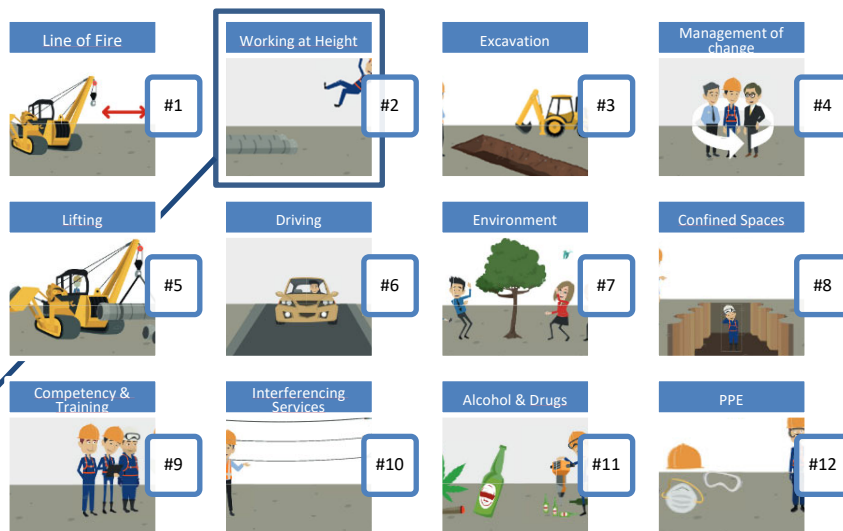 Line of Fire
#1
Working at Height
#2
Excavation
#3
Management of
change
#4
Lifting
#5
Driving
#6
Environment
#7
Confined Spaces
#8
Competency &
Training
#9
Interferencing
Services
#10
Alcohol & Drugs
#11
PPE
#12